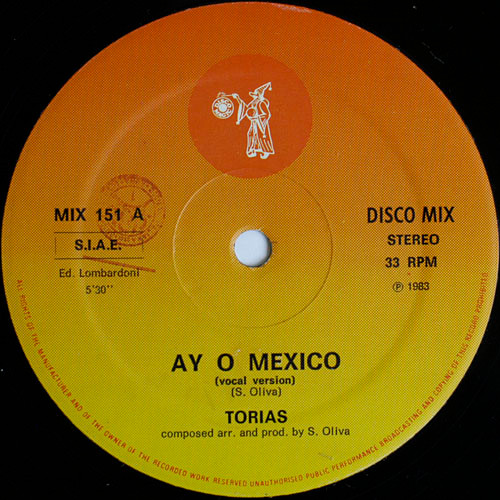 MIX 151 A
S.I.A.E.
Ed. Lombardoni
5'30"
DISCO MIX
STEREO
33 RPM
Ⓟ 1983
AY O MEXICO
(vocal version)
(S. Oliva)
TORIAS
composed arr. and prod. by S. Oliva
ALL RIGHTS OF THE MANUFACTURER AND OF THE OWNER OF THE RECORDED WORK RESERVED UNAUTHORISED PUBLIC PERFORMANCE BROADCASTING AND COPYING OF THIS RECORD PROHIBITED